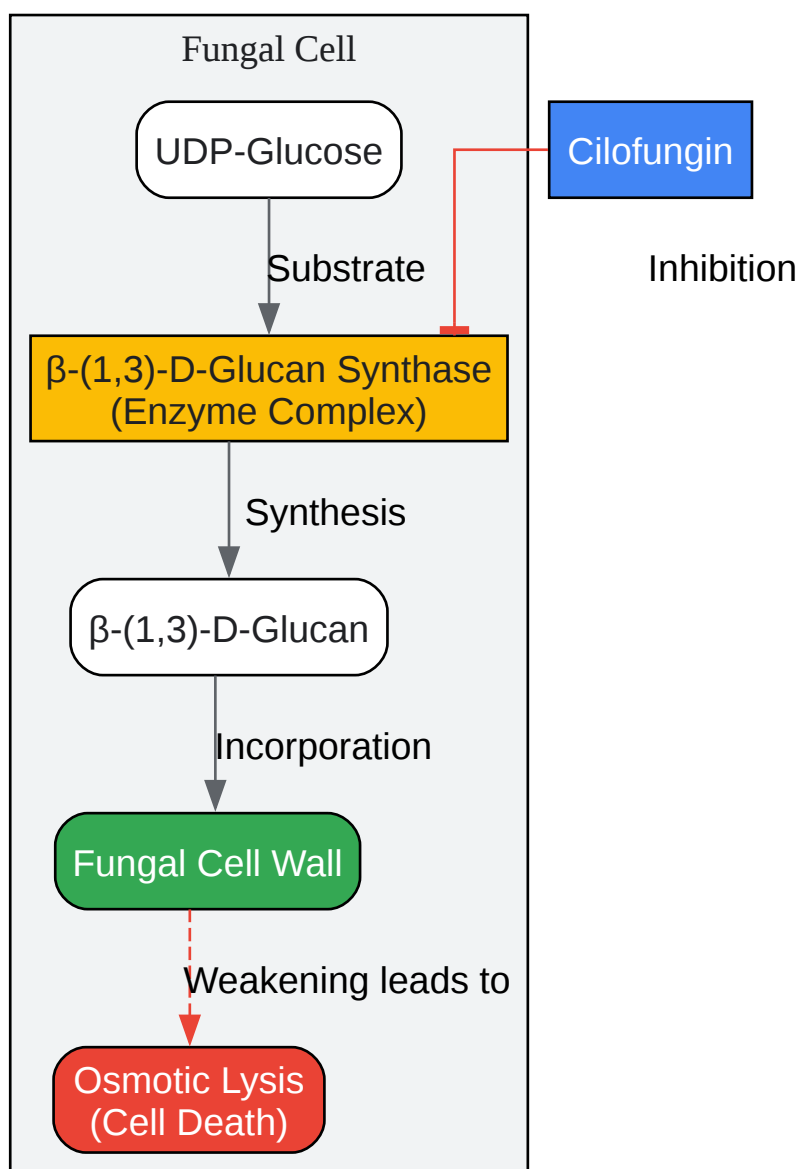 Fungal Cell
UDP-Glucose
Cilofungin
Substrate
Inhibition
β-(1,3)-D-Glucan Synthase
(Enzyme Complex)
Synthesis
β-(1,3)-D-Glucan
Incorporation
Fungal Cell Wall
Weakening leads to
Osmotic Lysis
(Cell Death)